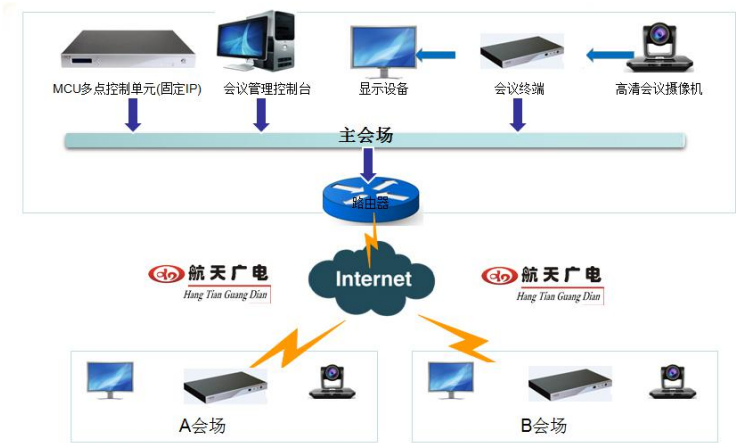 MCU多点控制单元(固定IP)
会议管理控制台
显示设备
会议终端
高清会议摄像机
主会场
路由器
Internet
航天广电
Hang Tian Guang Dian
航天广电
Hang Tian Guang Dian
A会场
B会场